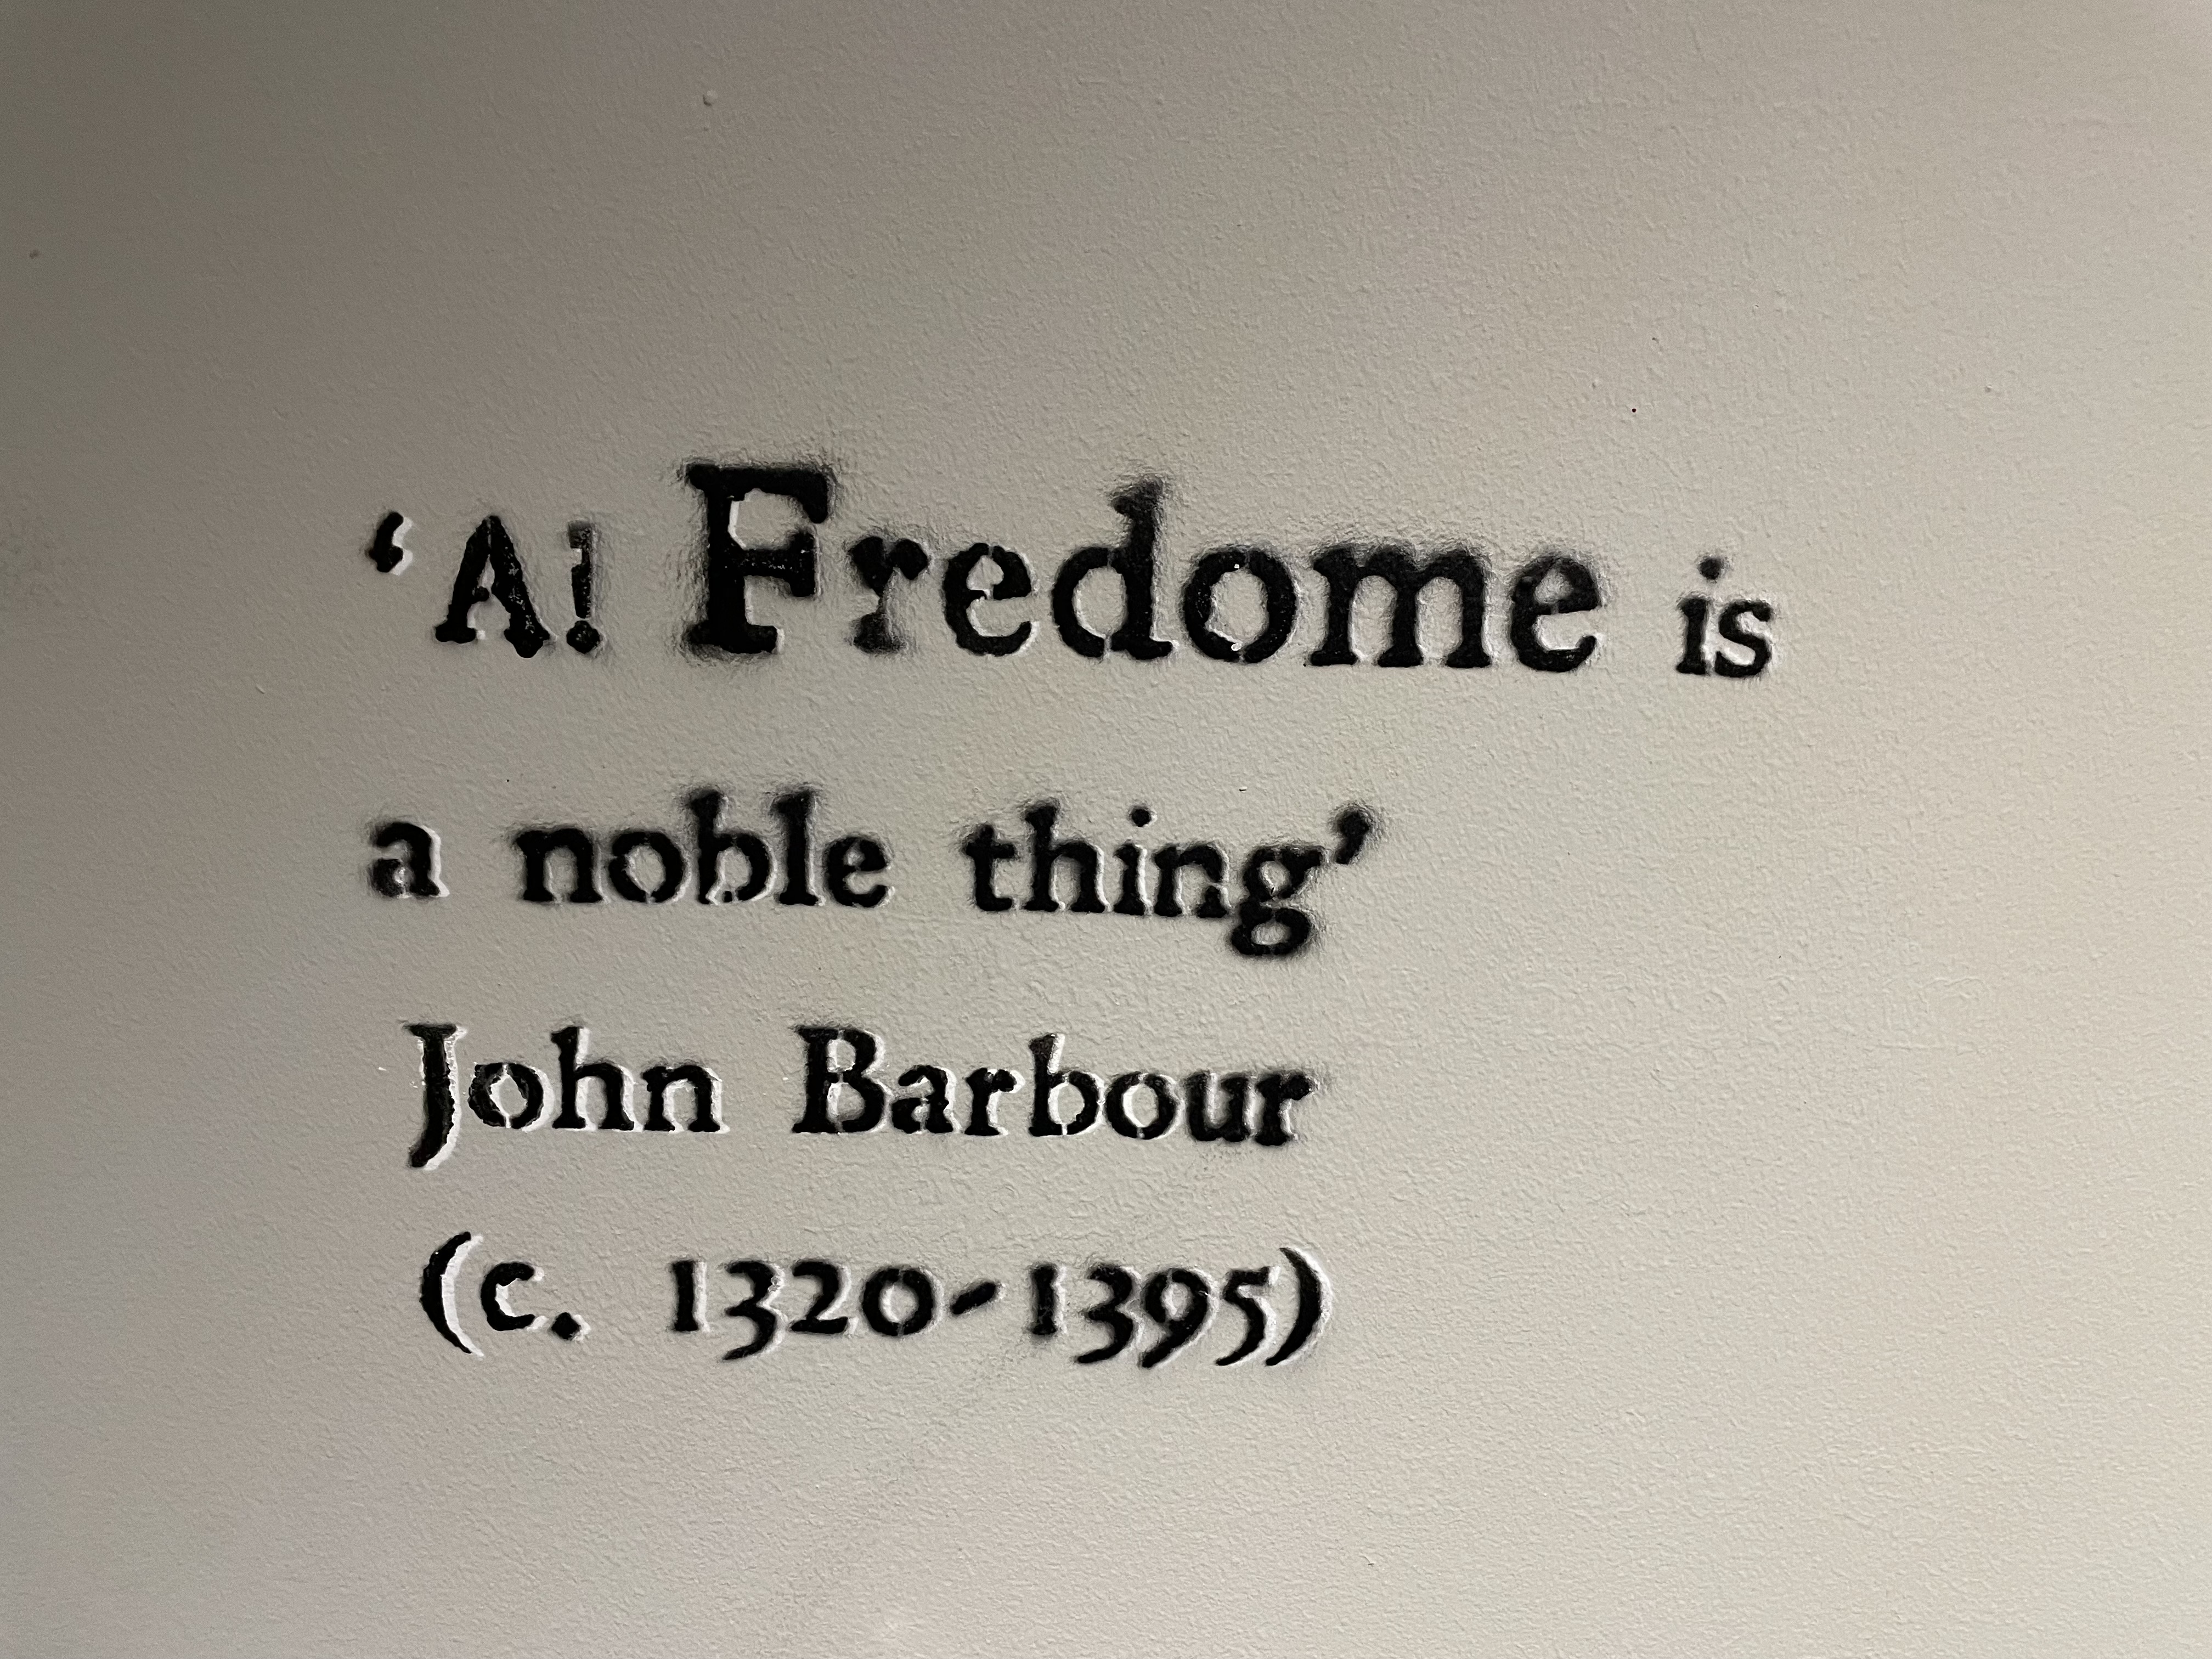 ‘A! Fredome is
a noble thing’
John Barbour
(c. 1320-1395)